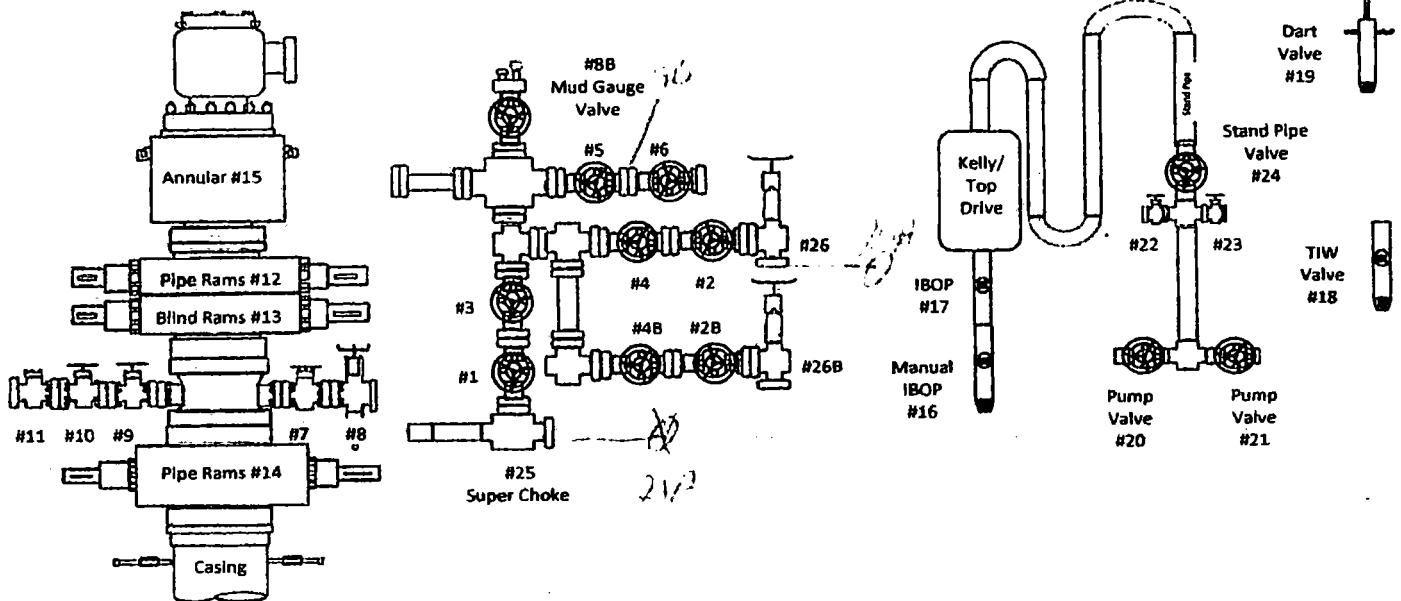 Annular #15
Pipe Rams #12
Blind Rams #13
#11
#10
#9
#7
#8
Pipe Rams #14
Casing
#8B
Mud Gauge
Valve
#5
#6
#4
#2
#26
#3
#4B
#2B
#26B
#1
#25
Super Choke
Kelly/
Top
Drive
IBOP
#17
Manual
IBOP
#16
Stand Pipe
Stand Pipe
Valve
#24
#22
#23
Pump
Valve
#20
Pump
Valve
#21
Dart
Valve
#19
TIW
Valve
#18